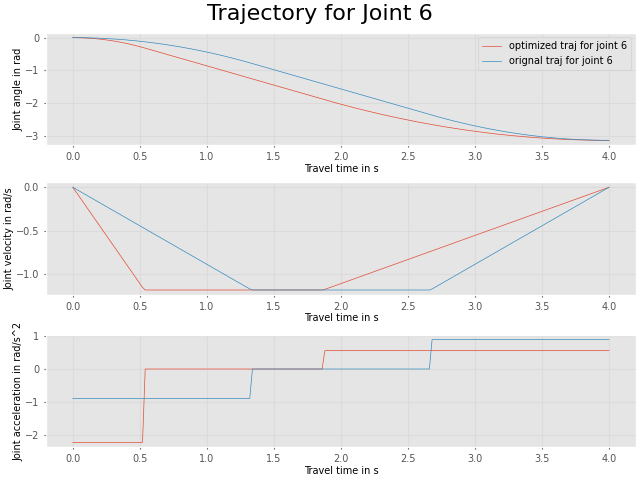 Trajectory for Joint 6
Joint angle in rad
0
−1
−2
−3
optimized traj for joint 6
orignal traj for joint 6
0.0 0.5 1.0 1.5 2.0 2.5 3.0 3.5 4.0
Travel time in s
Joint velocity in rad/s
0.0
−0.5
−1.0
0.0 0.5 1.0 1.5 2.0 2.5 3.0 3.5 4.0
Travel time in s
Joint acceleration in rad/s^2
1
0
−1
−2
0.0 0.5 1.0 1.5 2.0 2.5 3.0 3.5 4.0
Travel time in s